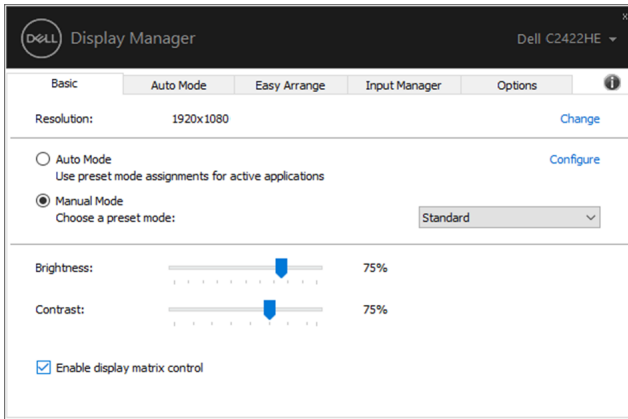 x
DELL Display Manager Dell C2422HE
Basic Auto Mode Easy Arrange Input Manager Options i
Resolution: 1920x1080 Change
Auto Mode Configure
Use preset mode assignments for active applications
Manual Mode
Choose a preset mode: Standard
Brightness: 75%
Contrast: 75%
Enable display matrix control